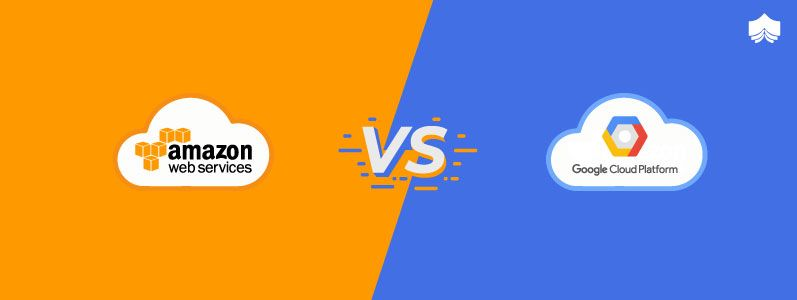 amazon
web services
VS
Google Cloud Platform